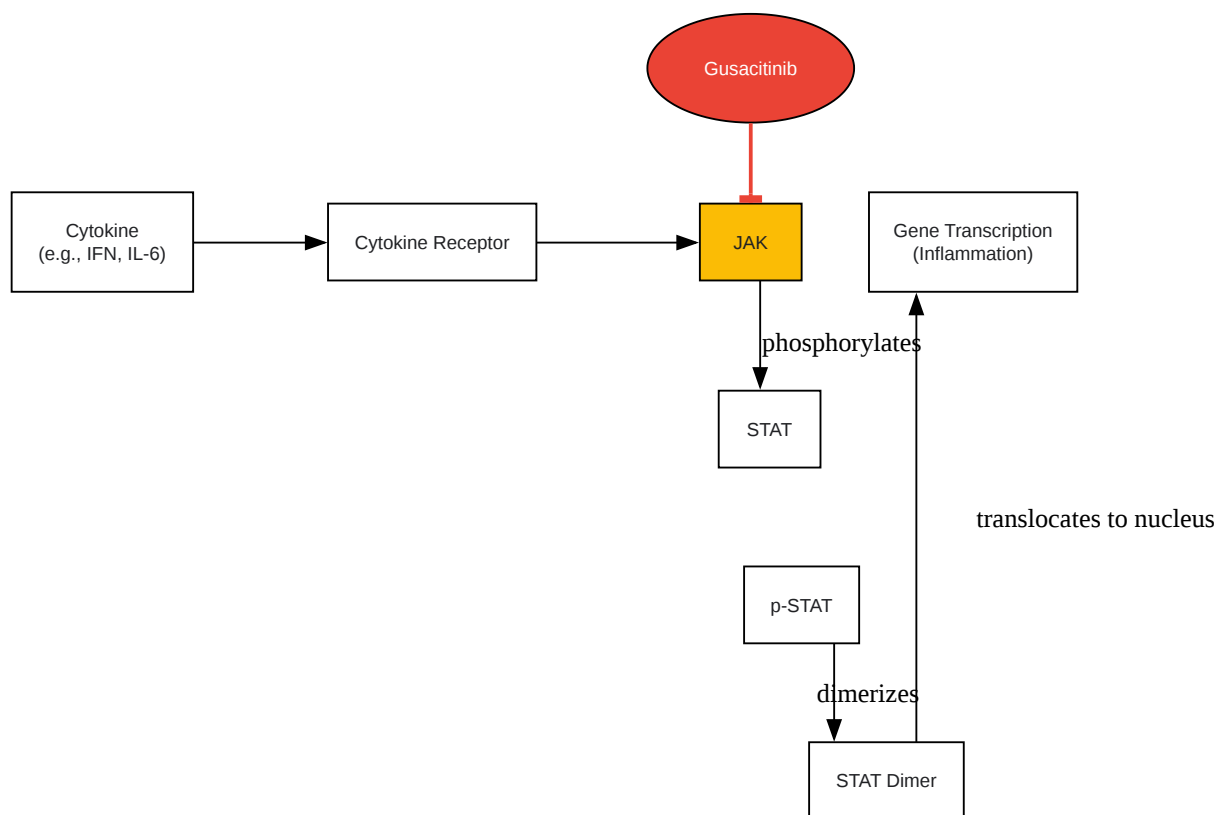 Gusacitinib
Cytokine
(e.g., IFN, IL-6)
Cytokine Receptor
JAK
Gene Transcription
(Inflammation)
phosphorylates
STAT
translocates to nucleus
p-STAT
dimerizes
STAT Dimer